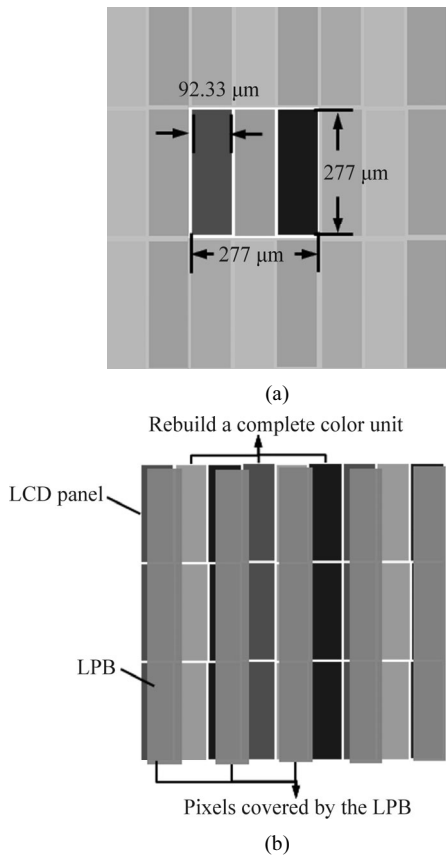 92.33 μm
277 μm
277 μm
(a)
Rebuild a complete color unit
LCD panel
LPB
Pixels covered by the LPB
(b)